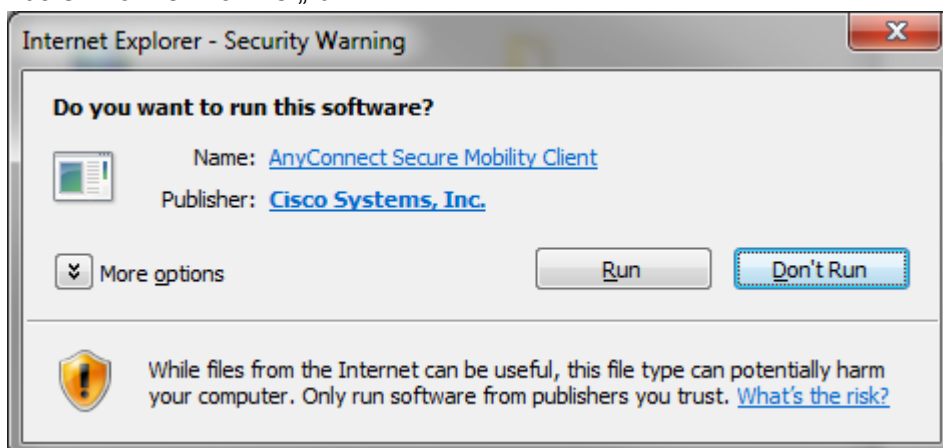 Internet Explorer - Security Warning
Do you want to run this software?
Name: AnyConnect Secure Mobility Client
Publisher: Cisco Systems, Inc.
More options
Run
Don't Run
While files from the Internet can be useful, this file type can potentially harm
your computer. Only run software from publishers you trust. What's the risk?